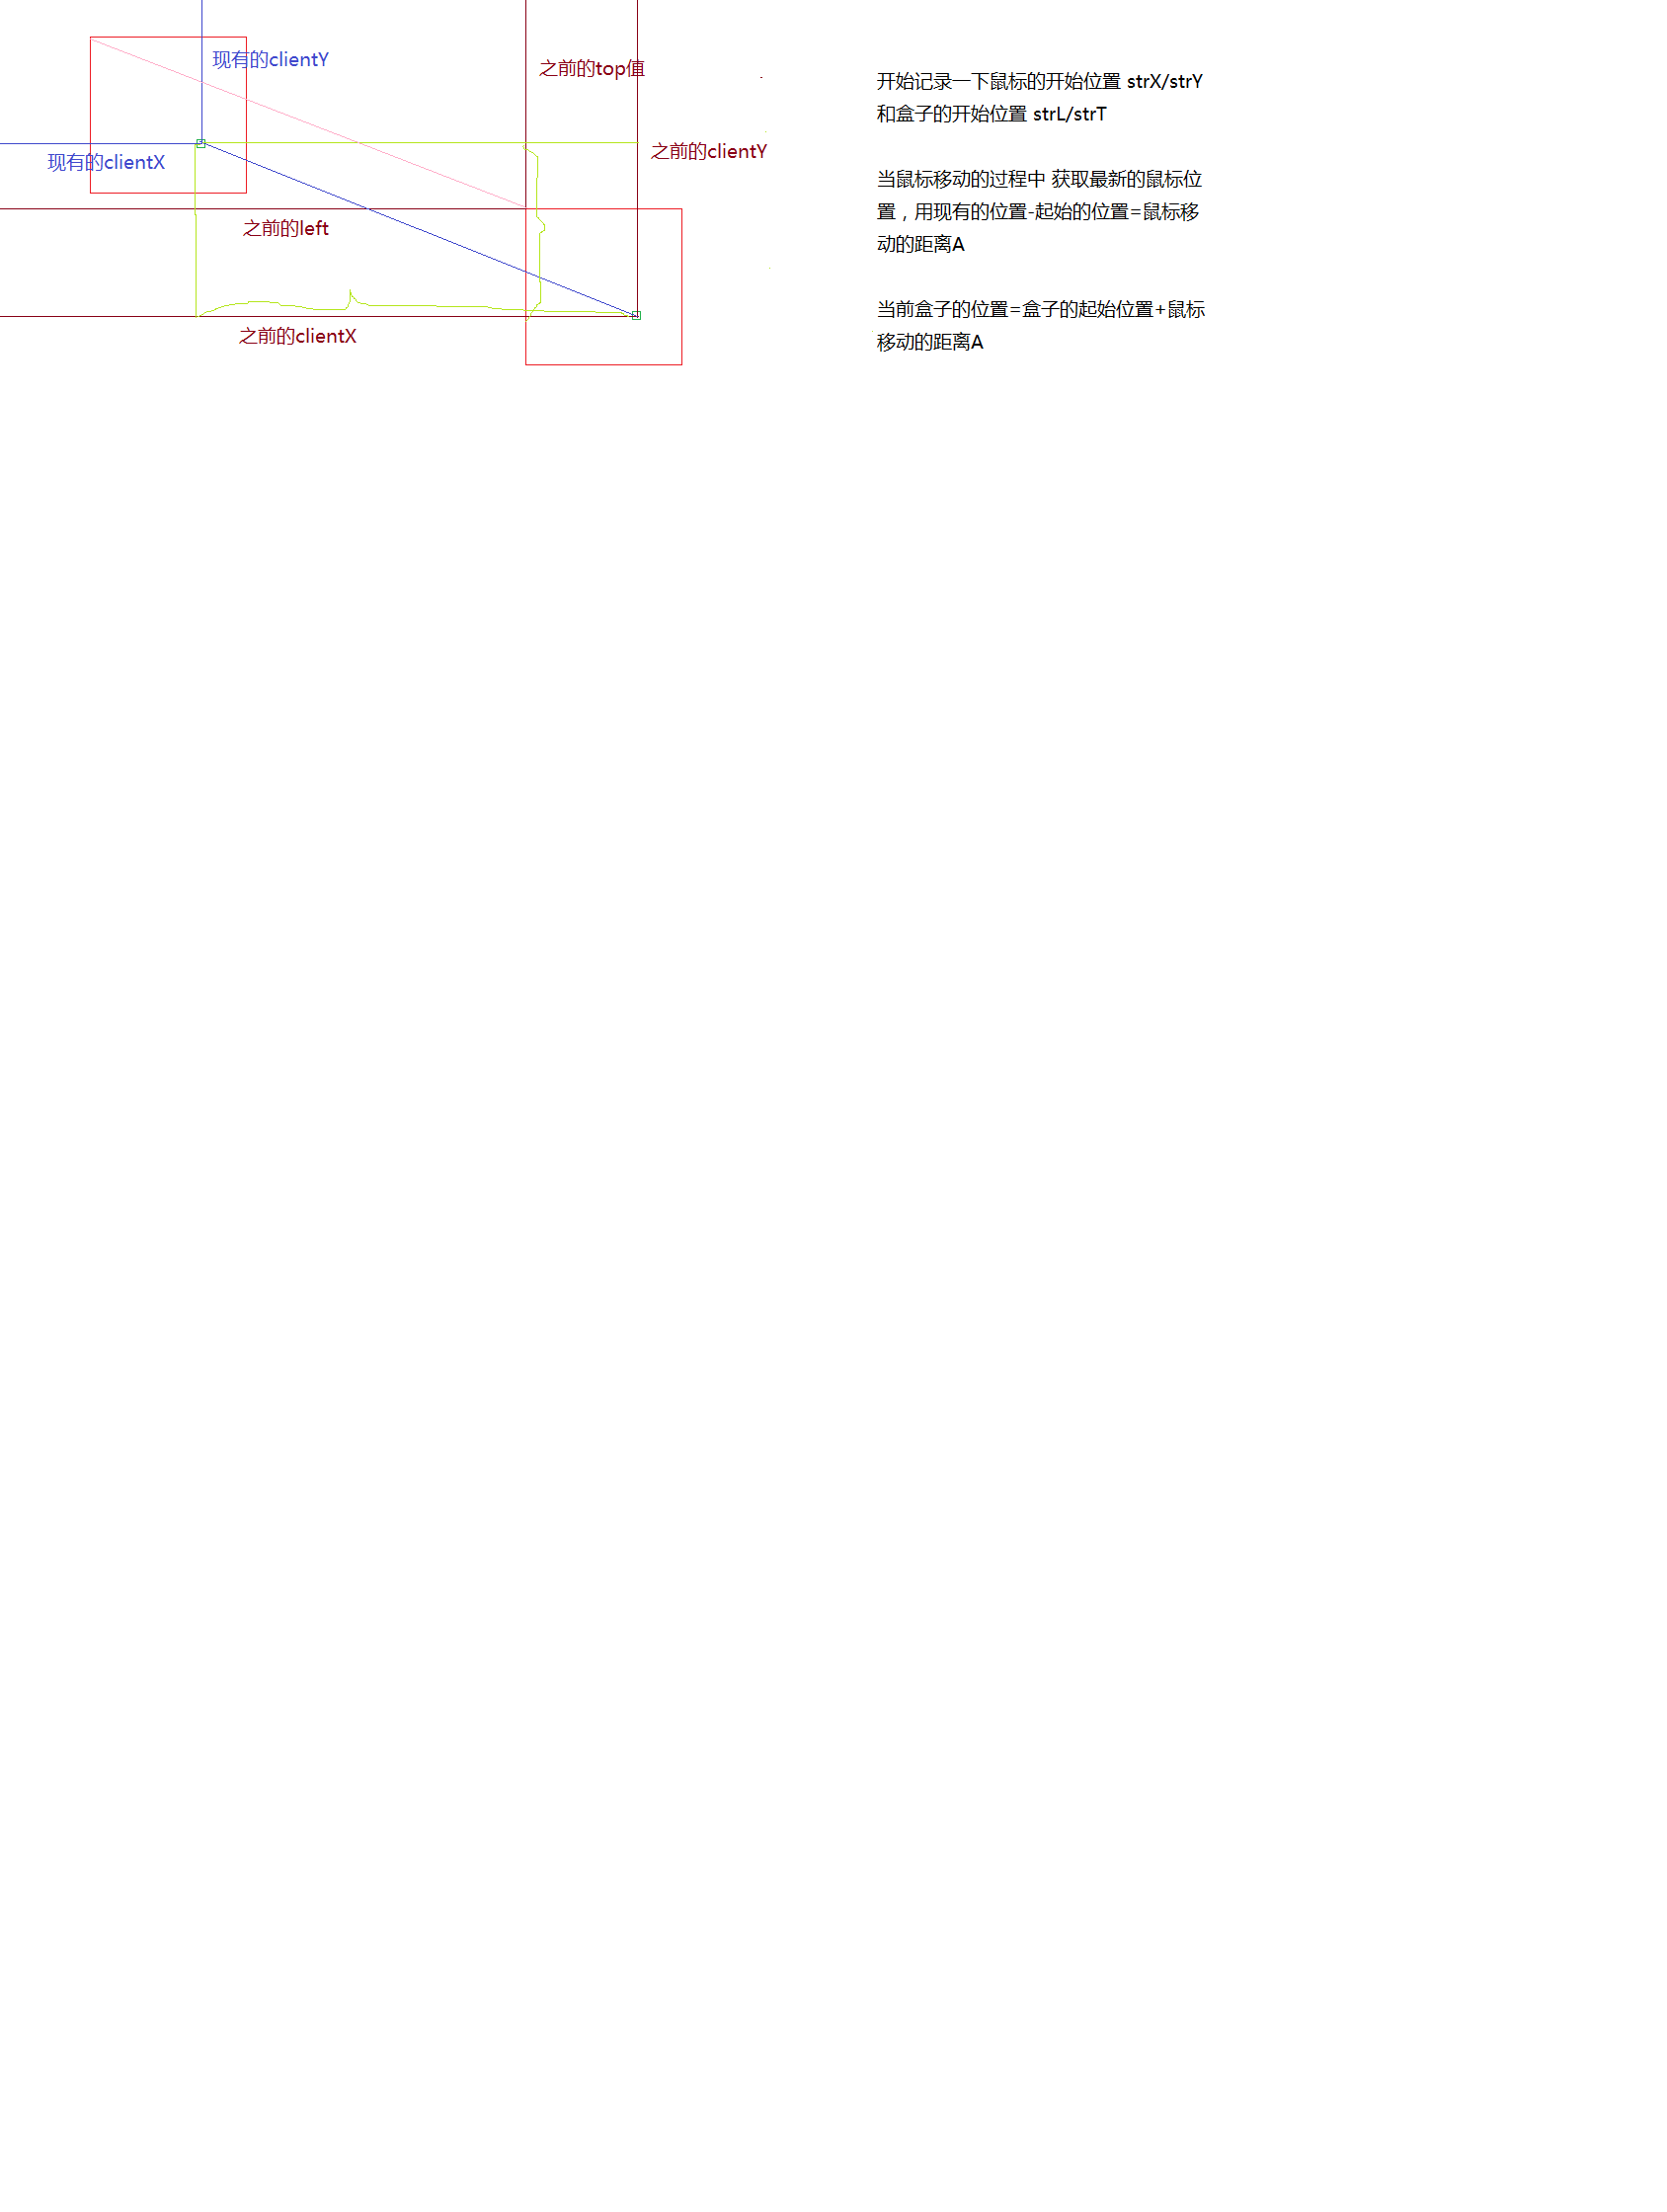 现有的clientY
之前的top值
之前的clientY
现有的clientX
之前的left
之前的clientX
开始记录一下鼠标的开始位置 strX/strY
和盒子的开始位置 strL/strT
当鼠标移动的过程中 获取最新的鼠标位
置，用现有的位置-起始的位置=鼠标移
动的距离A
当前盒子的位置=盒子的起始位置+鼠标
移动的距离A